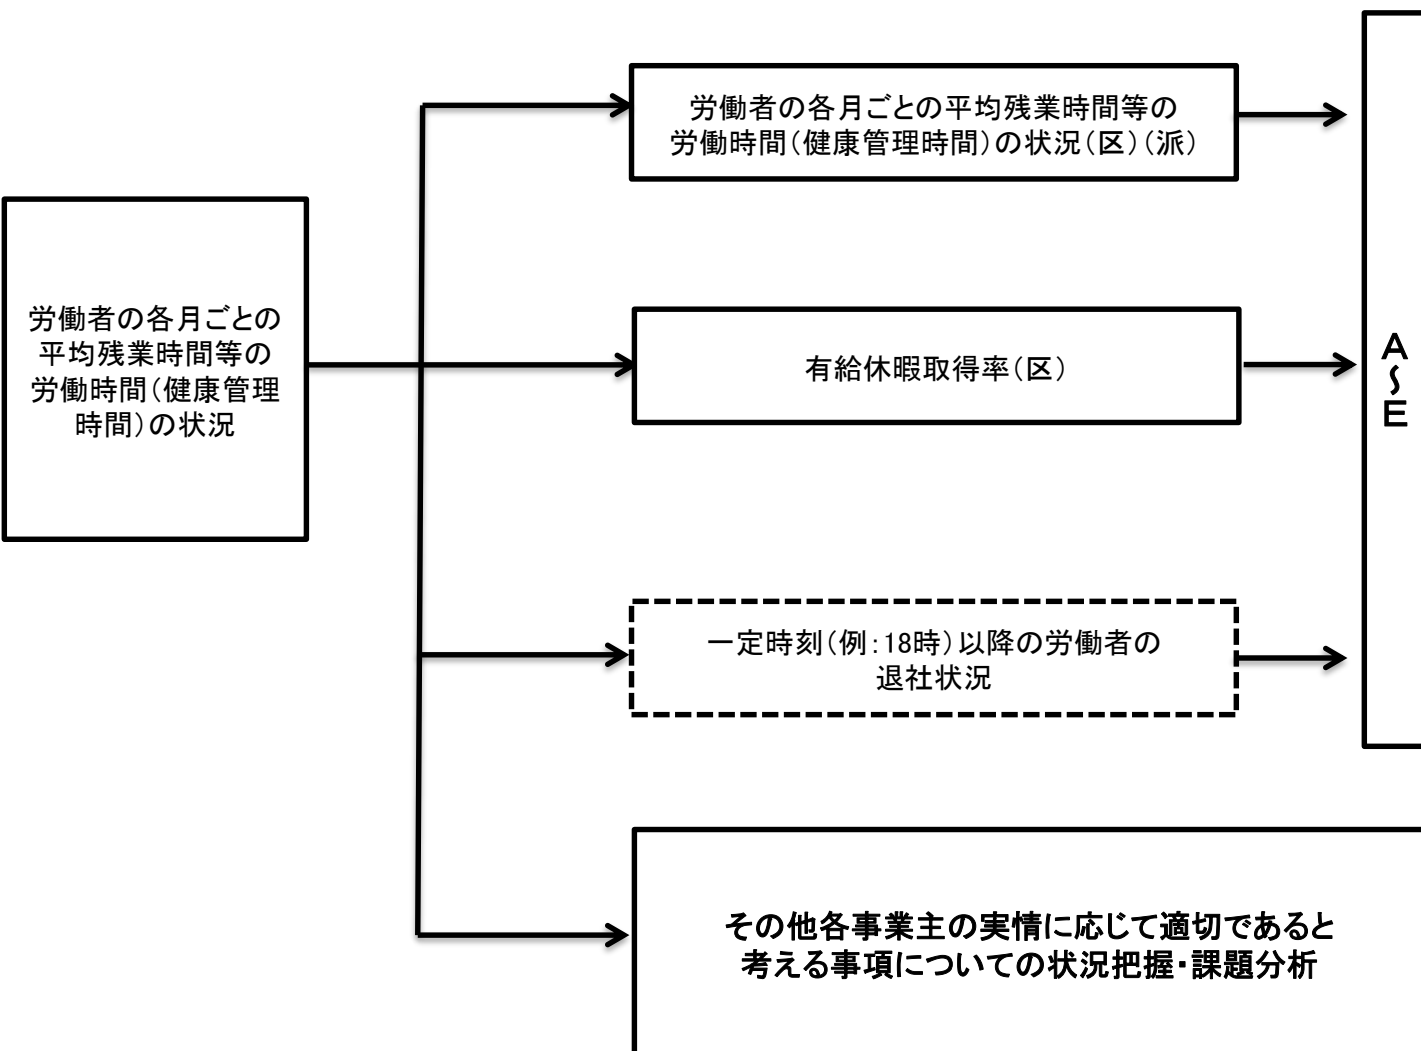 労働者の各月ごとの平均残業時間等の
労働時間(健康管理時間)の状況(区)(派)
労働者の各月ごとの
平均残業時間等の
労働時間(健康管理
時間)の状況
有給休暇取得率(区)
A
〜
E
一定時刻(例:18時)以降の労働者の
退社状況
その他各事業主の実情に応じて適切であると
考える事項についての状況把握・課題分析